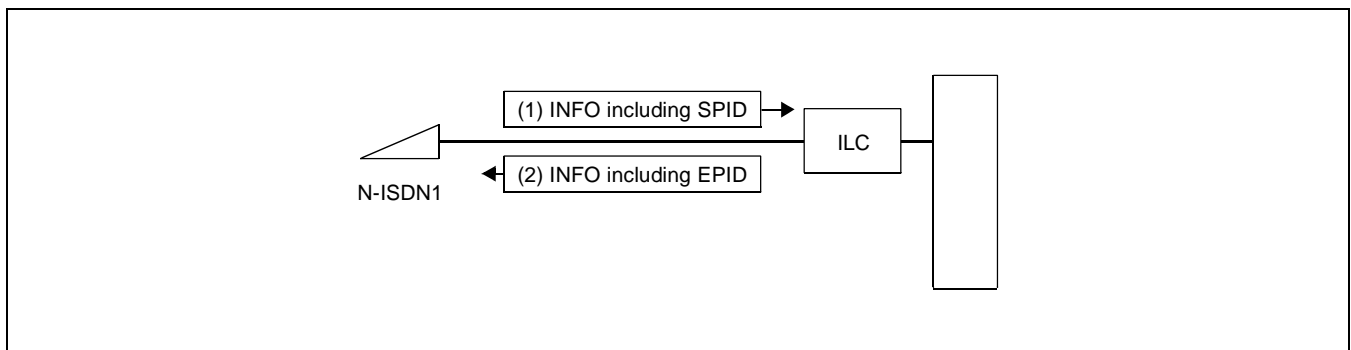 (1) INFO including SPID
ILC
(2) INFO including EPID
N-ISDN1